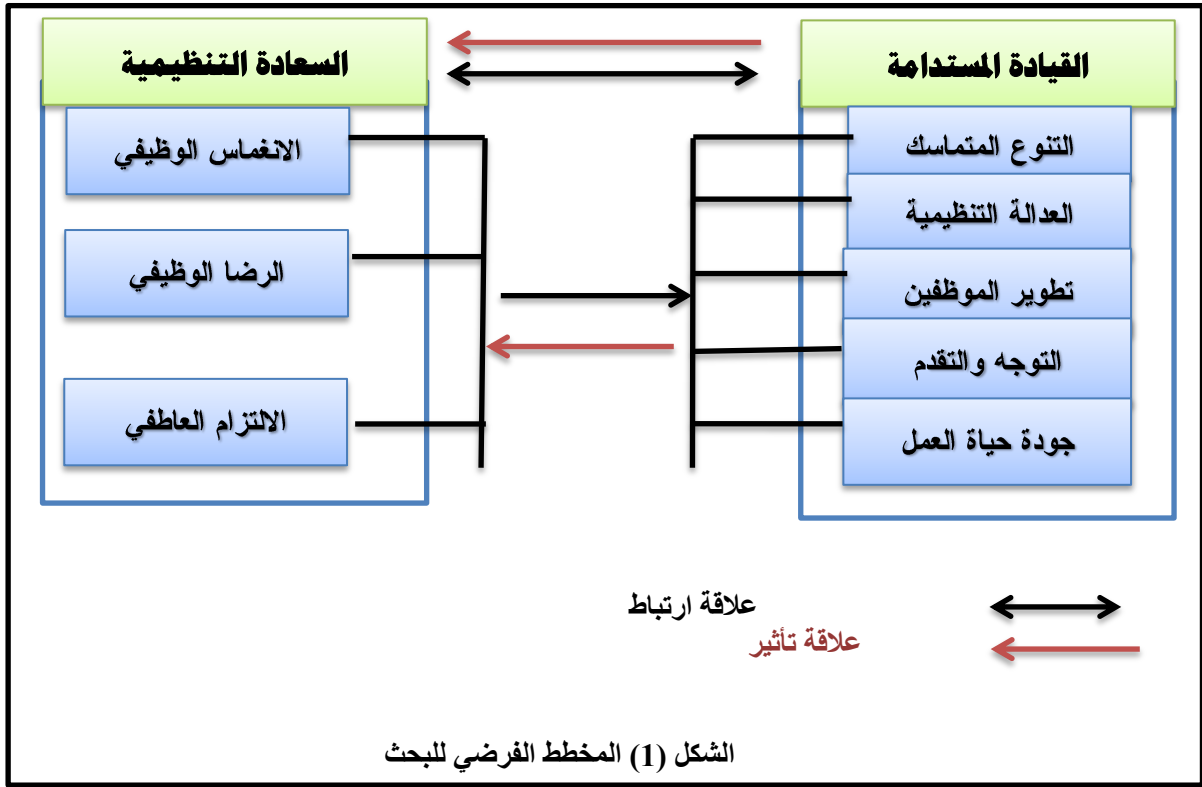 القيادة المستدامة
التنوع المتماسك
العدالة التنظيمية
تطوير الموظفين
التوجه والتقدم
جودة حياة العمل
السعادة التنظيمية
الانغماس الوظيفي
الرضا الوظيفي
الالتزام العاطفي
علاقة ارتباط
علاقة تأثير
الشكل (1) المخطط الفرضي للبحث